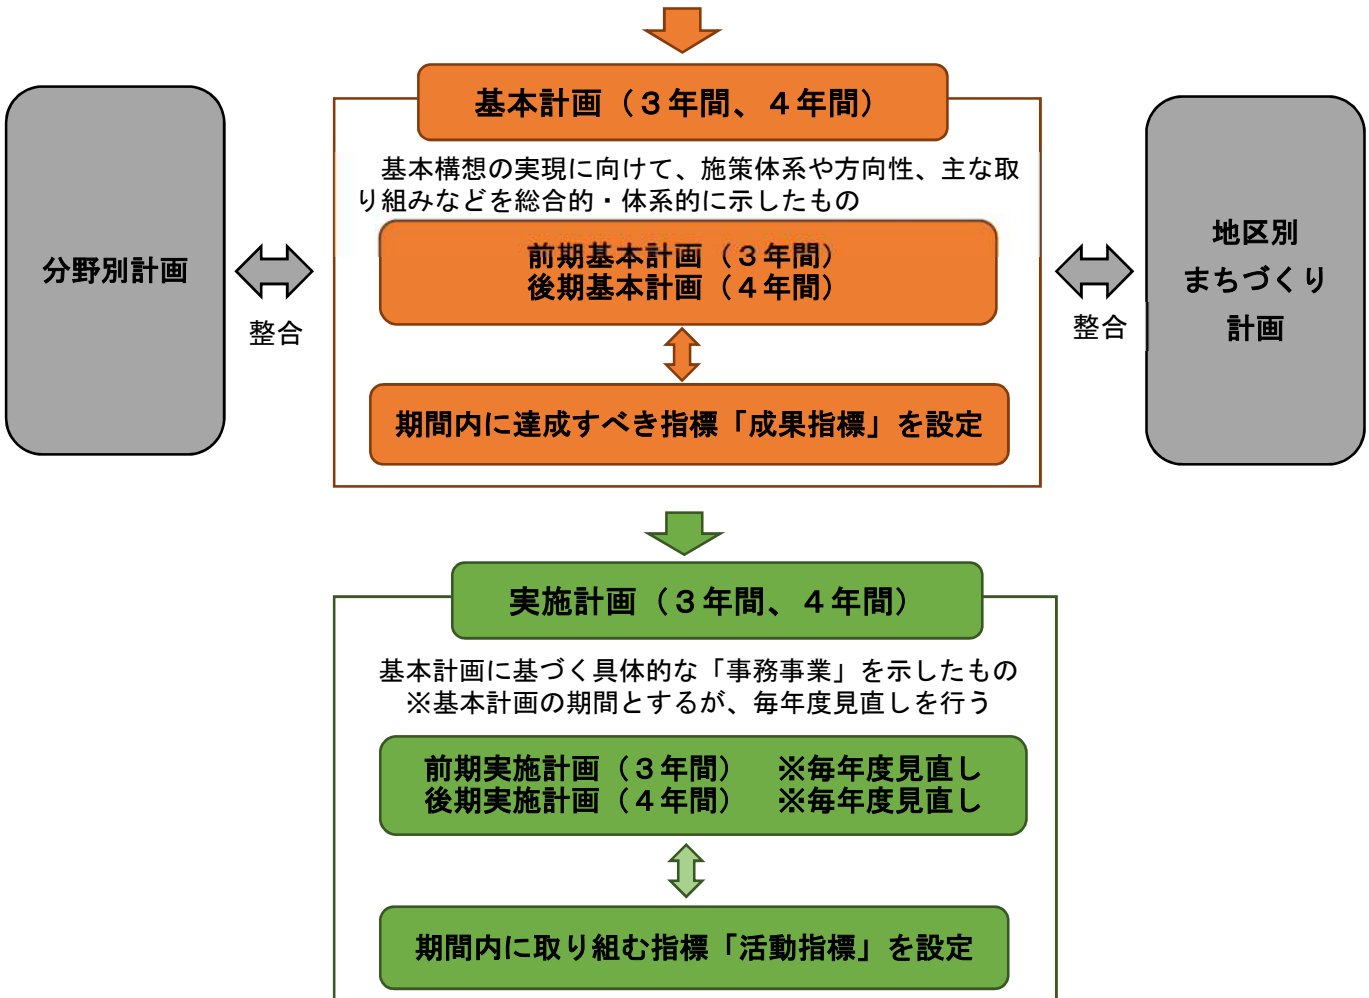 基本計画（３年間、４年間）
基本構想の実現に向けて、施策体系や方向性、主な取
り組みなどを総合的・体系的に示したもの
前期基本計画（３年間）
後期基本計画（４年間）
期間内に達成すべき指標「成果指標」を設定
分野別計画
整合
整合
地区別
まちづくり
計画
実施計画（３年間、４年間）
基本計画に基づく具体的な「事務事業」を示したもの
※基本計画の期間とするが、毎年度見直しを行う
前期実施計画（３年間）　※毎年度見直し
後期実施計画（４年間）　※毎年度見直し
期間内に取り組む指標「活動指標」を設定